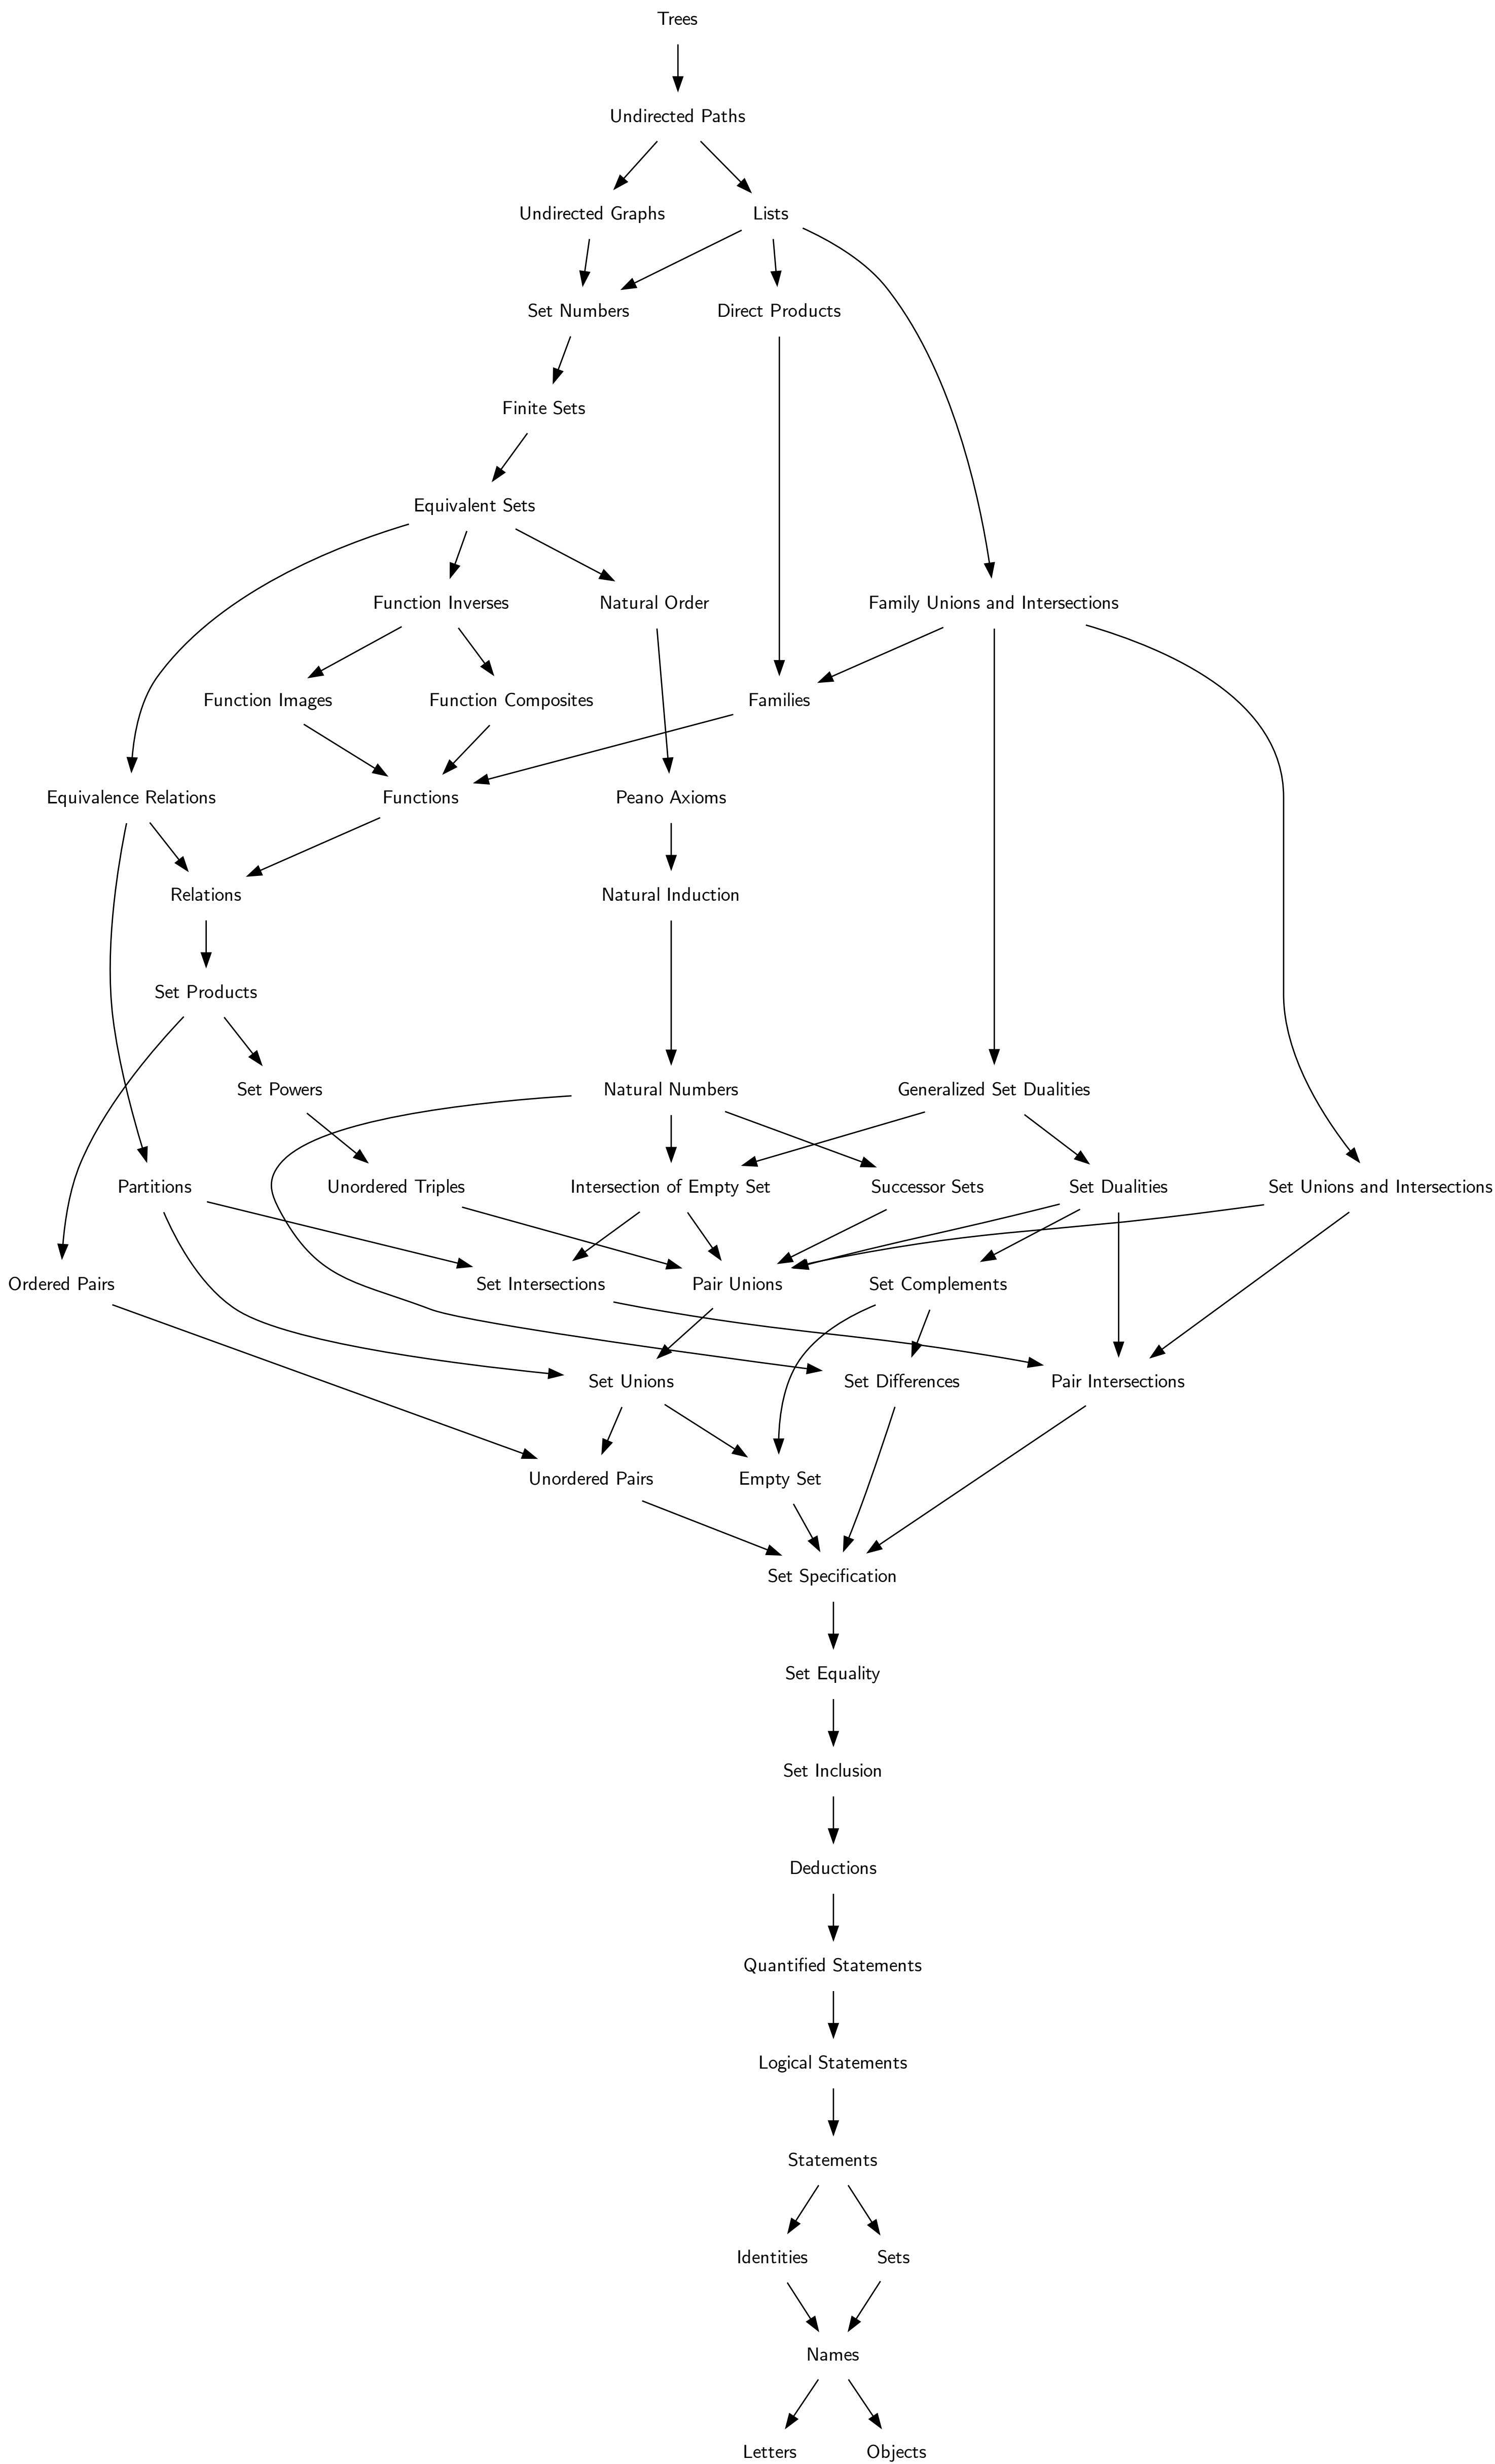 Trees
Undirected Paths
Undirected Graphs
Lists
Set Numbers
Direct Products
Finite Sets
Equivalent Sets
Function Inverses
Natural Order
Family Unions and Intersections
Function Images
Function Composites
Families
Equivalence Relations
Functions
Peano Axioms
Relations
Natural Induction
Set Products
Set Powers
Natural Numbers
Generalized Set Dualities
Partitions
Unordered Triples
Intersection of Empty Set
Successor Sets
Set Dualities
Set Unions and Intersections
Ordered Pairs
Set Intersections
Pair Unions
Set Complements
Set Unions
Set Differences
Pair Intersections
Unordered Pairs
Empty Set
Set Specification
Set Equality
Set Inclusion
Deductions
Quantified Statements
Logical Statements
Statements
Identities
Sets
Names
Letters
Objects